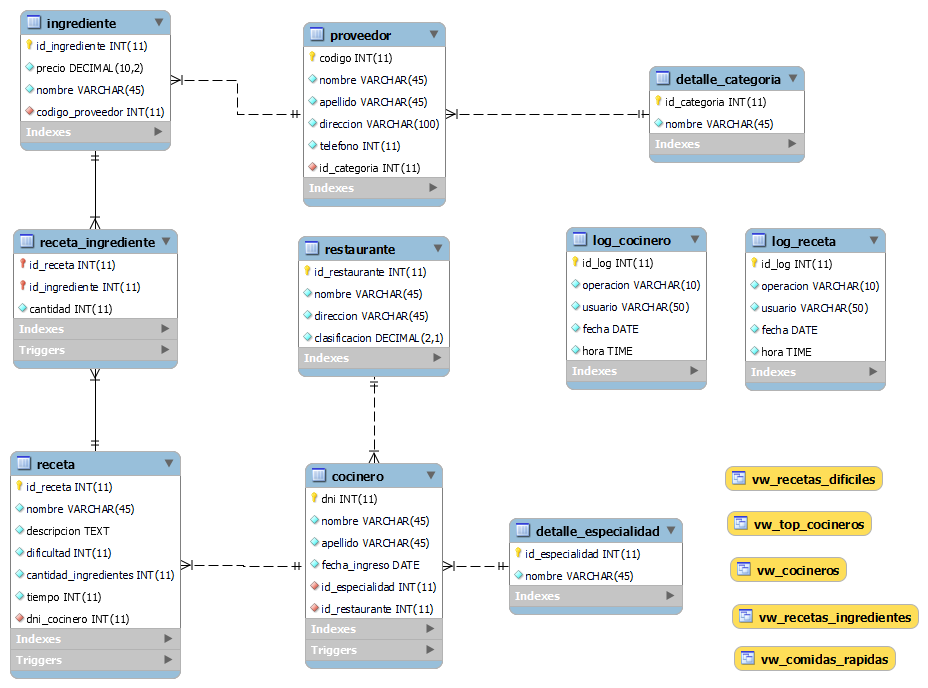 ingrediente
id_ingrediente INT(11)
precio DECIMAL(10,2)
nombre VARCHAR(45)
codigo_proveedor INT(11)
Indexes
proveedor
codigo INT(11)
nombre VARCHAR(45)
apellido VARCHAR(45)
direccion VARCHAR(100)
telefono INT(11)
id_categoria INT(11)
Indexes
detalle_categoria
id_categoria INT(11)
nombre VARCHAR(45)
Indexes
receta_ingrediente
id_receta INT(11)
id_ingrediente INT(11)
cantidad INT(11)
Indexes
Triggers
restaurante
id_restaurante INT(11)
nombre VARCHAR(45)
direccion VARCHAR(45)
clasificacion DECIMAL(2,1)
Indexes
log_cocinero
id_log INT(11)
operacion VARCHAR(10)
usuario VARCHAR(50)
fecha DATE
hora TIME
Indexes
log_receta
id_log INT(11)
operacion VARCHAR(10)
usuario VARCHAR(50)
fecha DATE
hora TIME
Indexes
receta
id_receta INT(11)
nombre VARCHAR(45)
descripcion TEXT
dificultad INT(11)
cantidad_ingredientes INT(11)
tiempo INT(11)
dni_cocinero INT(11)
Indexes
Triggers
cocinero
dni INT(11)
nombre VARCHAR(45)
apellido VARCHAR(45)
fecha_ingreso DATE
id_especialidad INT(11)
id_restaurante INT(11)
Indexes
Triggers
detalle_especialidad
id_especialidad INT(11)
nombre VARCHAR(45)
Indexes
vw_recetas_dificiles
vw_top_cocineros
vw_cocineros
vw_recetas_ingredientes
vw_comidas_rapidas